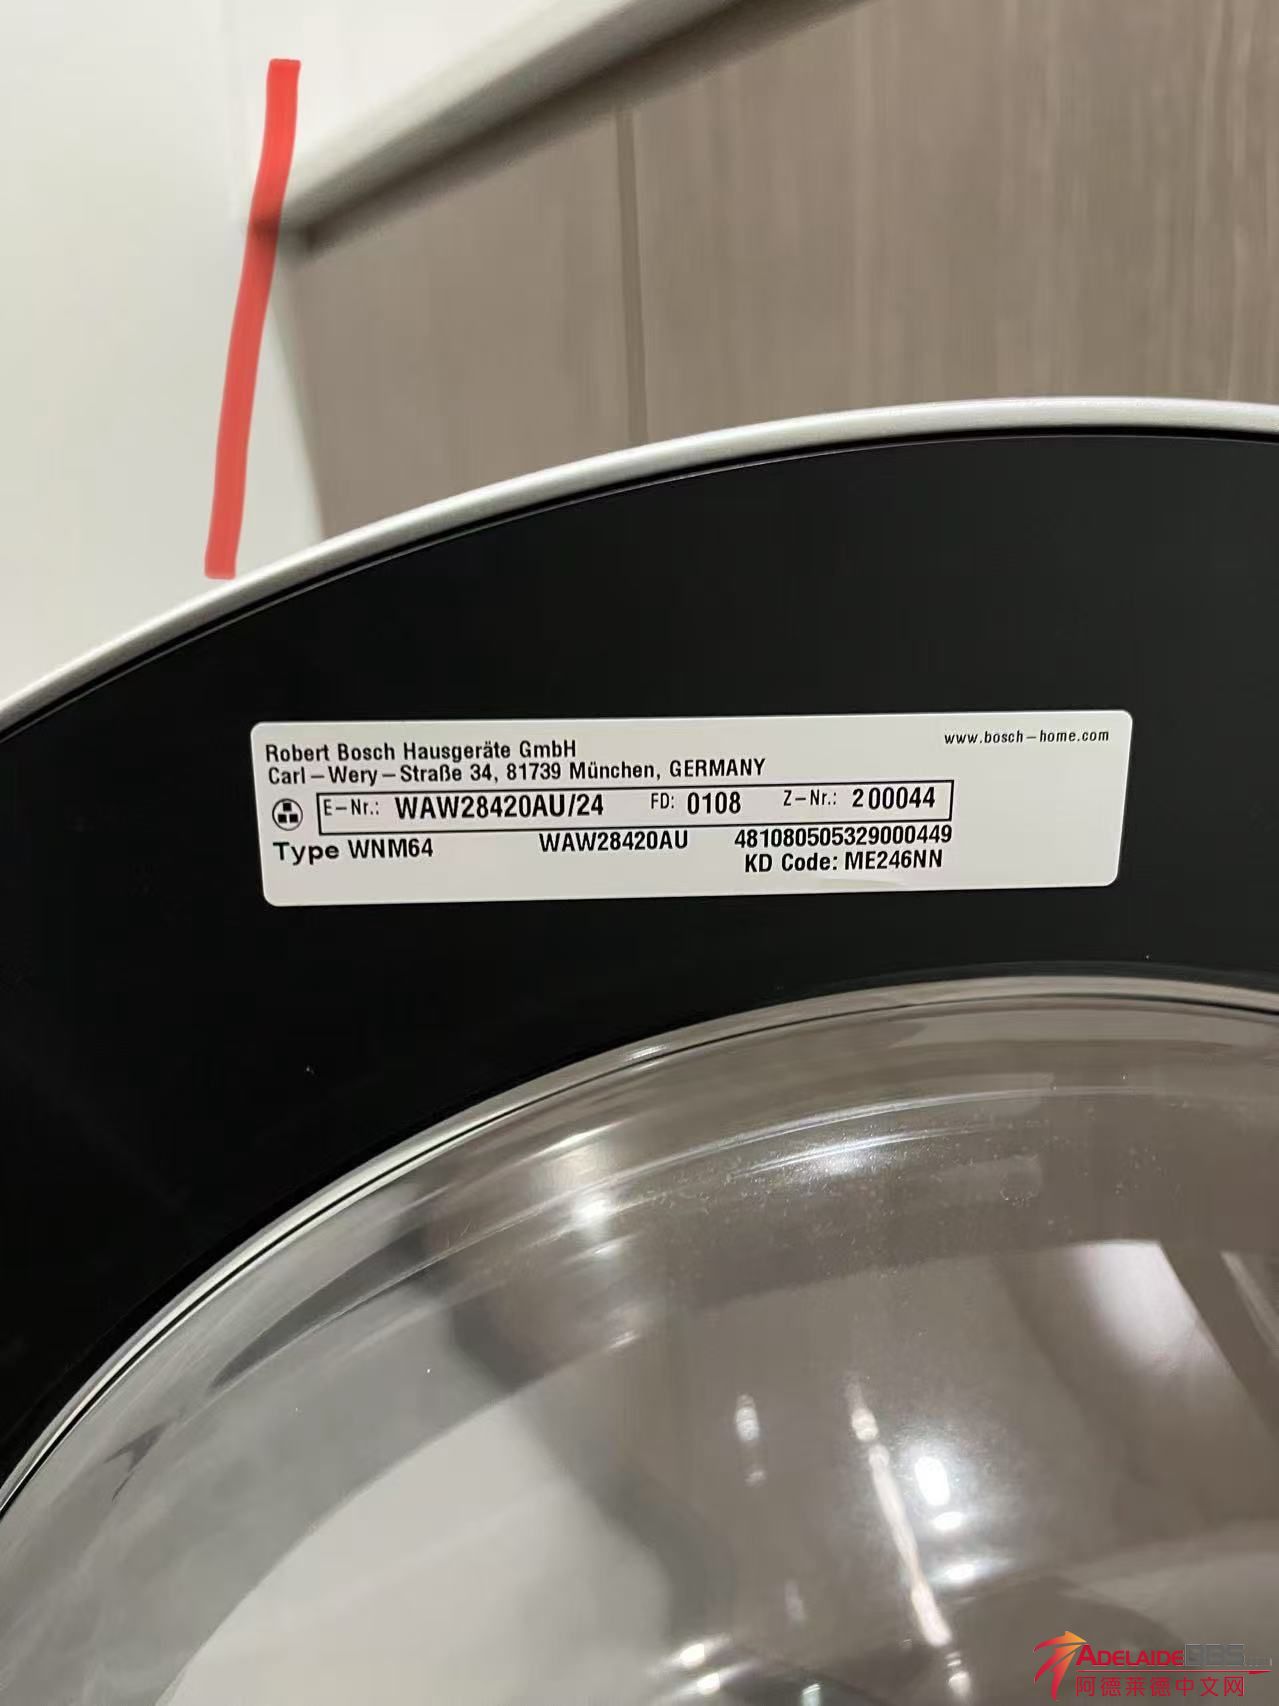 Robert Bosch Hausgeräte GmbH
www.bosch-home.com
Carl-Wery-Straße 34, 81739 München, GERMANY
E-Nr.: WAW28420AU/24 FD: 0108 Z-Nr.: 200044
Type WNM64 WAW28420AU 481080505329000449
KD Code: ME246NN
ADELAIDEBBS
阿德莱德中文网